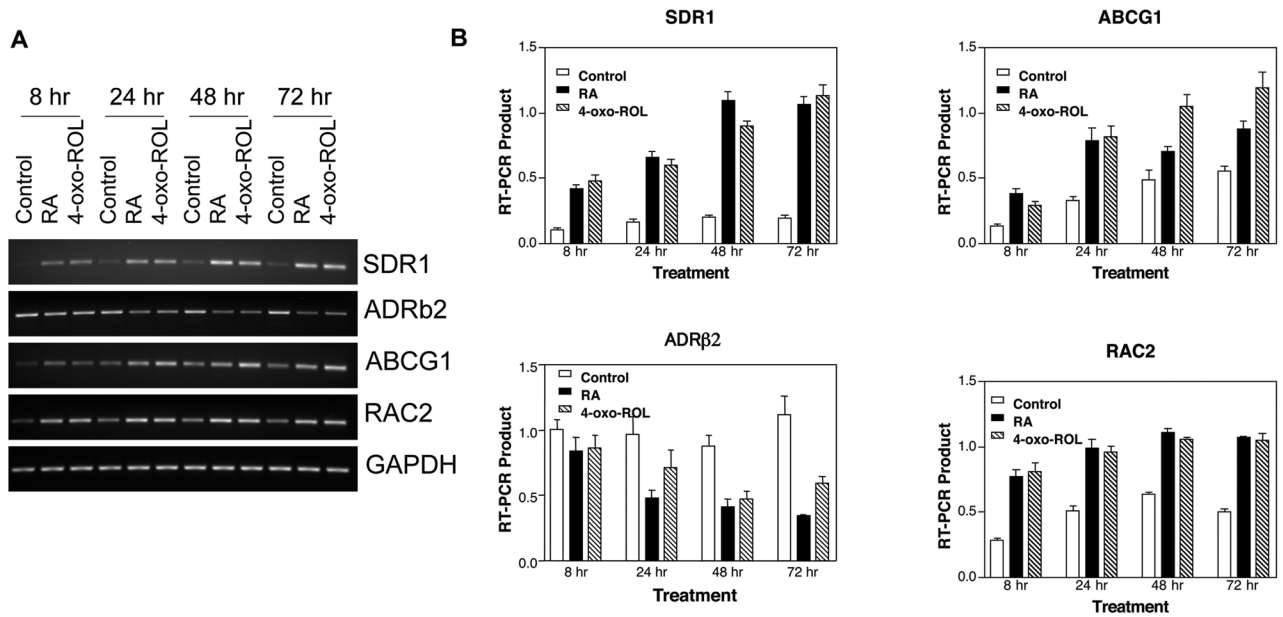 A
8 hr 24 hr 48 hr 72 hr
Control RA 4-oxo-ROL Control RA 4-oxo-ROL Control RA 4-oxo-ROL Control RA 4-oxo-ROL
SDR1
ADRb2
ABCG1
RAC2
GAPDH
B
SDR1
RT-PCR Product
1.5
1.0
0.5
0.0
Control
RA
4-oxo-ROL
8 hr 24 hr 48 hr 72 hr
Treatment
ABCG1
RT-PCR Product
1.5
1.0
0.5
0.0
Control
RA
4-oxo-ROL
8 hr 24 hr 48 hr 72 hr
Treatment
ADRβ2
RT-PCR Product
1.5
1.0
0.5
0.0
Control
RA
4-oxo-ROL
8 hr 24 hr 48 hr 72 hr
Treatment
RAC2
RT-PCR Product
1.5
1.0
0.5
0.0
Control
RA
4-oxo-ROL
8 hr 24 hr 48 hr 72 hr
Treatment